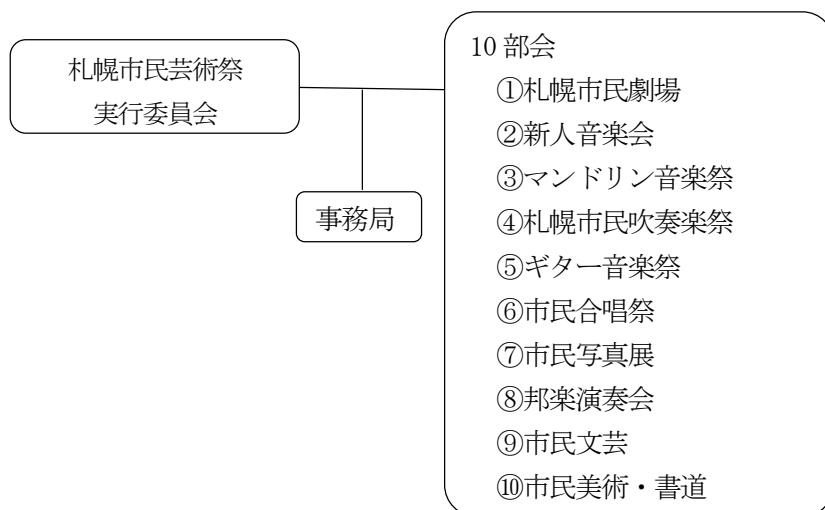 札幌市民芸術祭
実行委員会
事務局
10 部会
①札幌市民劇場
②新人音楽会
③マンドリン音楽祭
④札幌市民吹奏楽祭
⑤ギター音楽祭
⑥市民合唱祭
⑦市民写真展
⑧邦楽演奏会
⑨市民文芸
⑩市民美術・書道